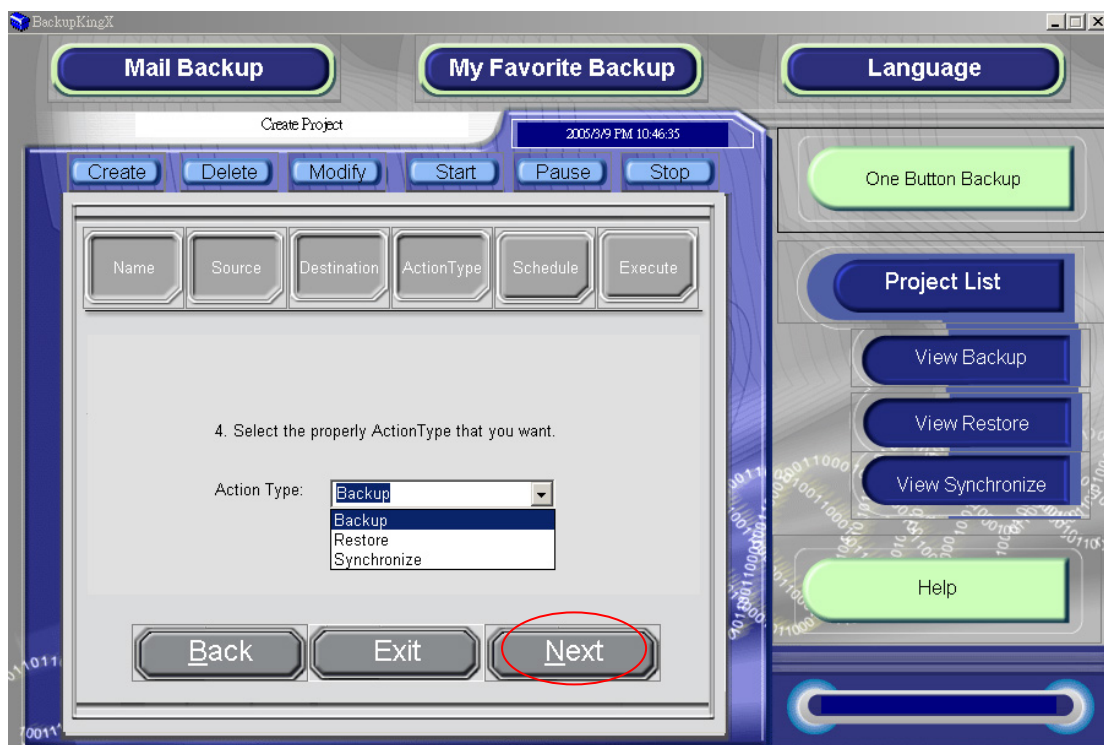 BackupKingX
Mail Backup
My Favorite Backup
Language
Create Project
2005/3/9 PM 10:46:35
Create
Delete
Modify
Start
Pause
Stop
One Button Backup
Name
Source
Destination
ActionType
Schedule
Execute
Project List
View Backup
View Restore
View Synchronize
4. Select the properly ActionType that you want.
Action Type:
Backup
Backup
Restore
Synchronize
Help
Back
Exit
Next